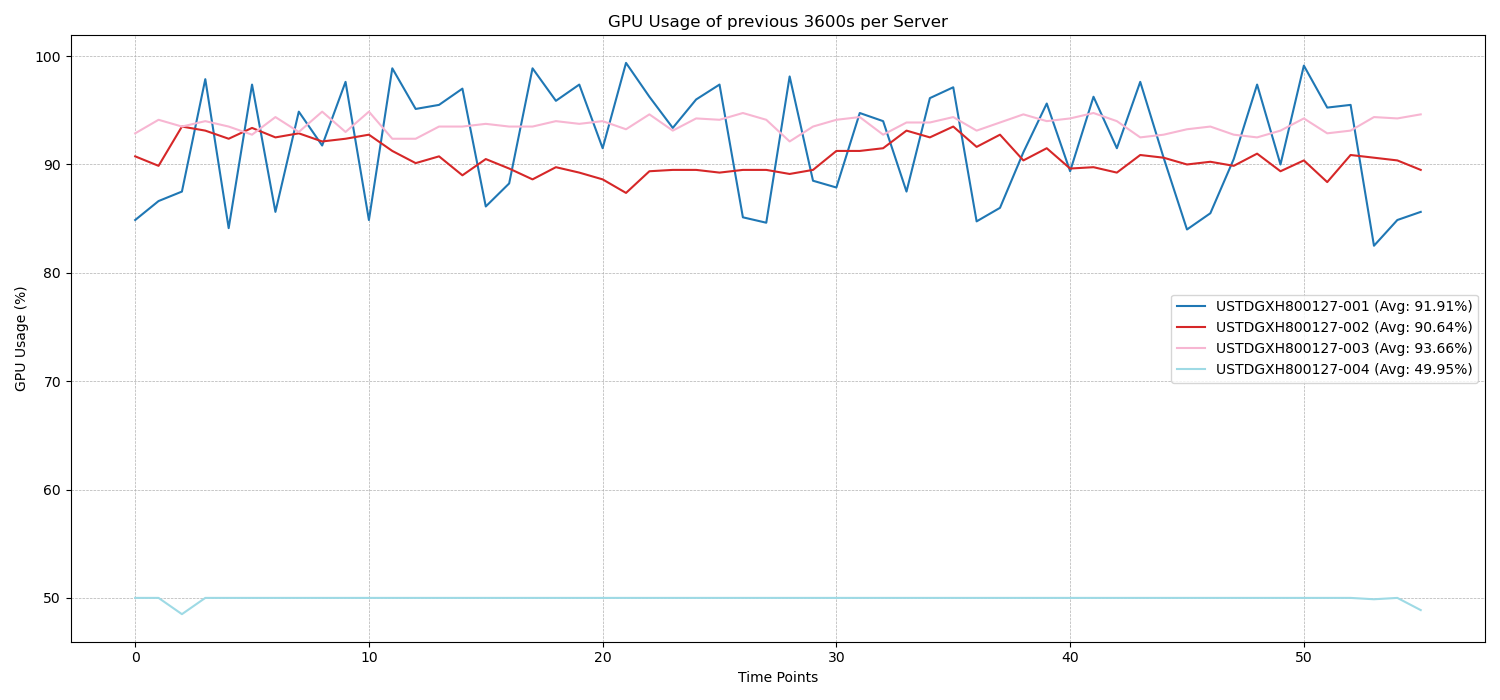 GPU Usage of previous 3600s per Server
GPU Usage (%)
100
90
80
70
60
50
USTDGXH800127-001 (Avg: 91.91%)
USTDGXH800127-002 (Avg: 90.64%)
USTDGXH800127-003 (Avg: 93.66%)
USTDGXH800127-004 (Avg: 49.95%)
0 10 20 30 40 50
Time Points